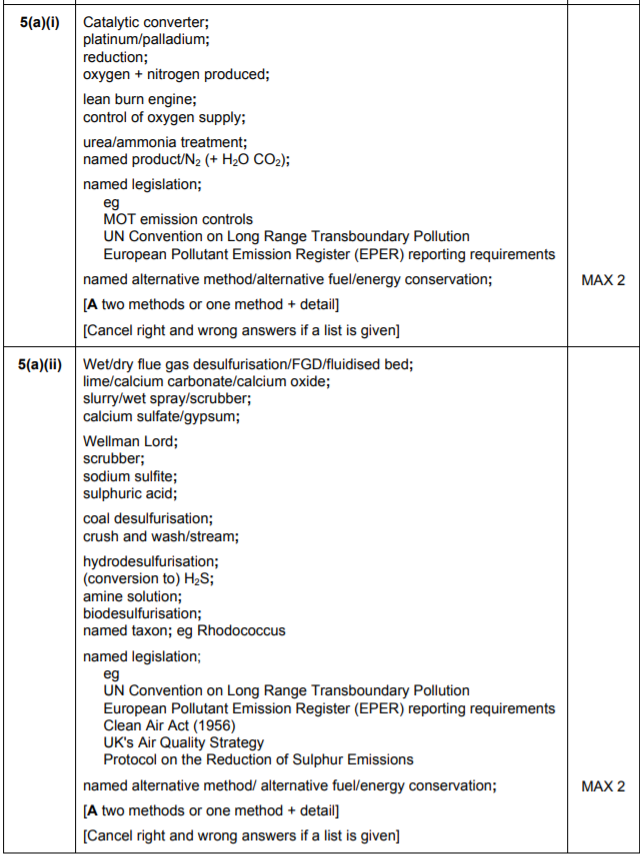 5(a)(i) Catalytic converter;
platinum/palladium;
reduction;
oxygen + nitrogen produced;
lean burn engine;
control of oxygen supply;
urea/ammonia treatment;
named product/N₂ (+ H₂O CO₂);
named legislation;
eg
MOT emission controls
UN Convention on Long Range Transboundary Pollution
European Pollutant Emission Register (EPER) reporting requirements
named alternative method/alternative fuel/energy conservation; MAX 2
[A two methods or one method + detail]
[Cancel right and wrong answers if a list is given]
5(a)(ii) Wet/dry flue gas desulfurisation/FGD/fluidised bed;
lime/calcium carbonate/calcium oxide;
slurry/wet spray/scrubber;
calcium sulfate/gypsum;
Wellman Lord;
scrubber;
sodium sulfite;
sulphuric acid;
coal desulfurisation;
crush and wash/stream;
hydrodesulfurisation;
(conversion to) H₂S;
amine solution;
biodesulfurisation;
named taxon; eg Rhodococcus
named legislation;
eg
UN Convention on Long Range Transboundary Pollution
European Pollutant Emission Register (EPER) reporting requirements
Clean Air Act (1956)
UK's Air Quality Strategy
Protocol on the Reduction of Sulphur Emissions
named alternative method/ alternative fuel/energy conservation; MAX 2
[A two methods or one method + detail]
[Cancel right and wrong answers if a list is given]